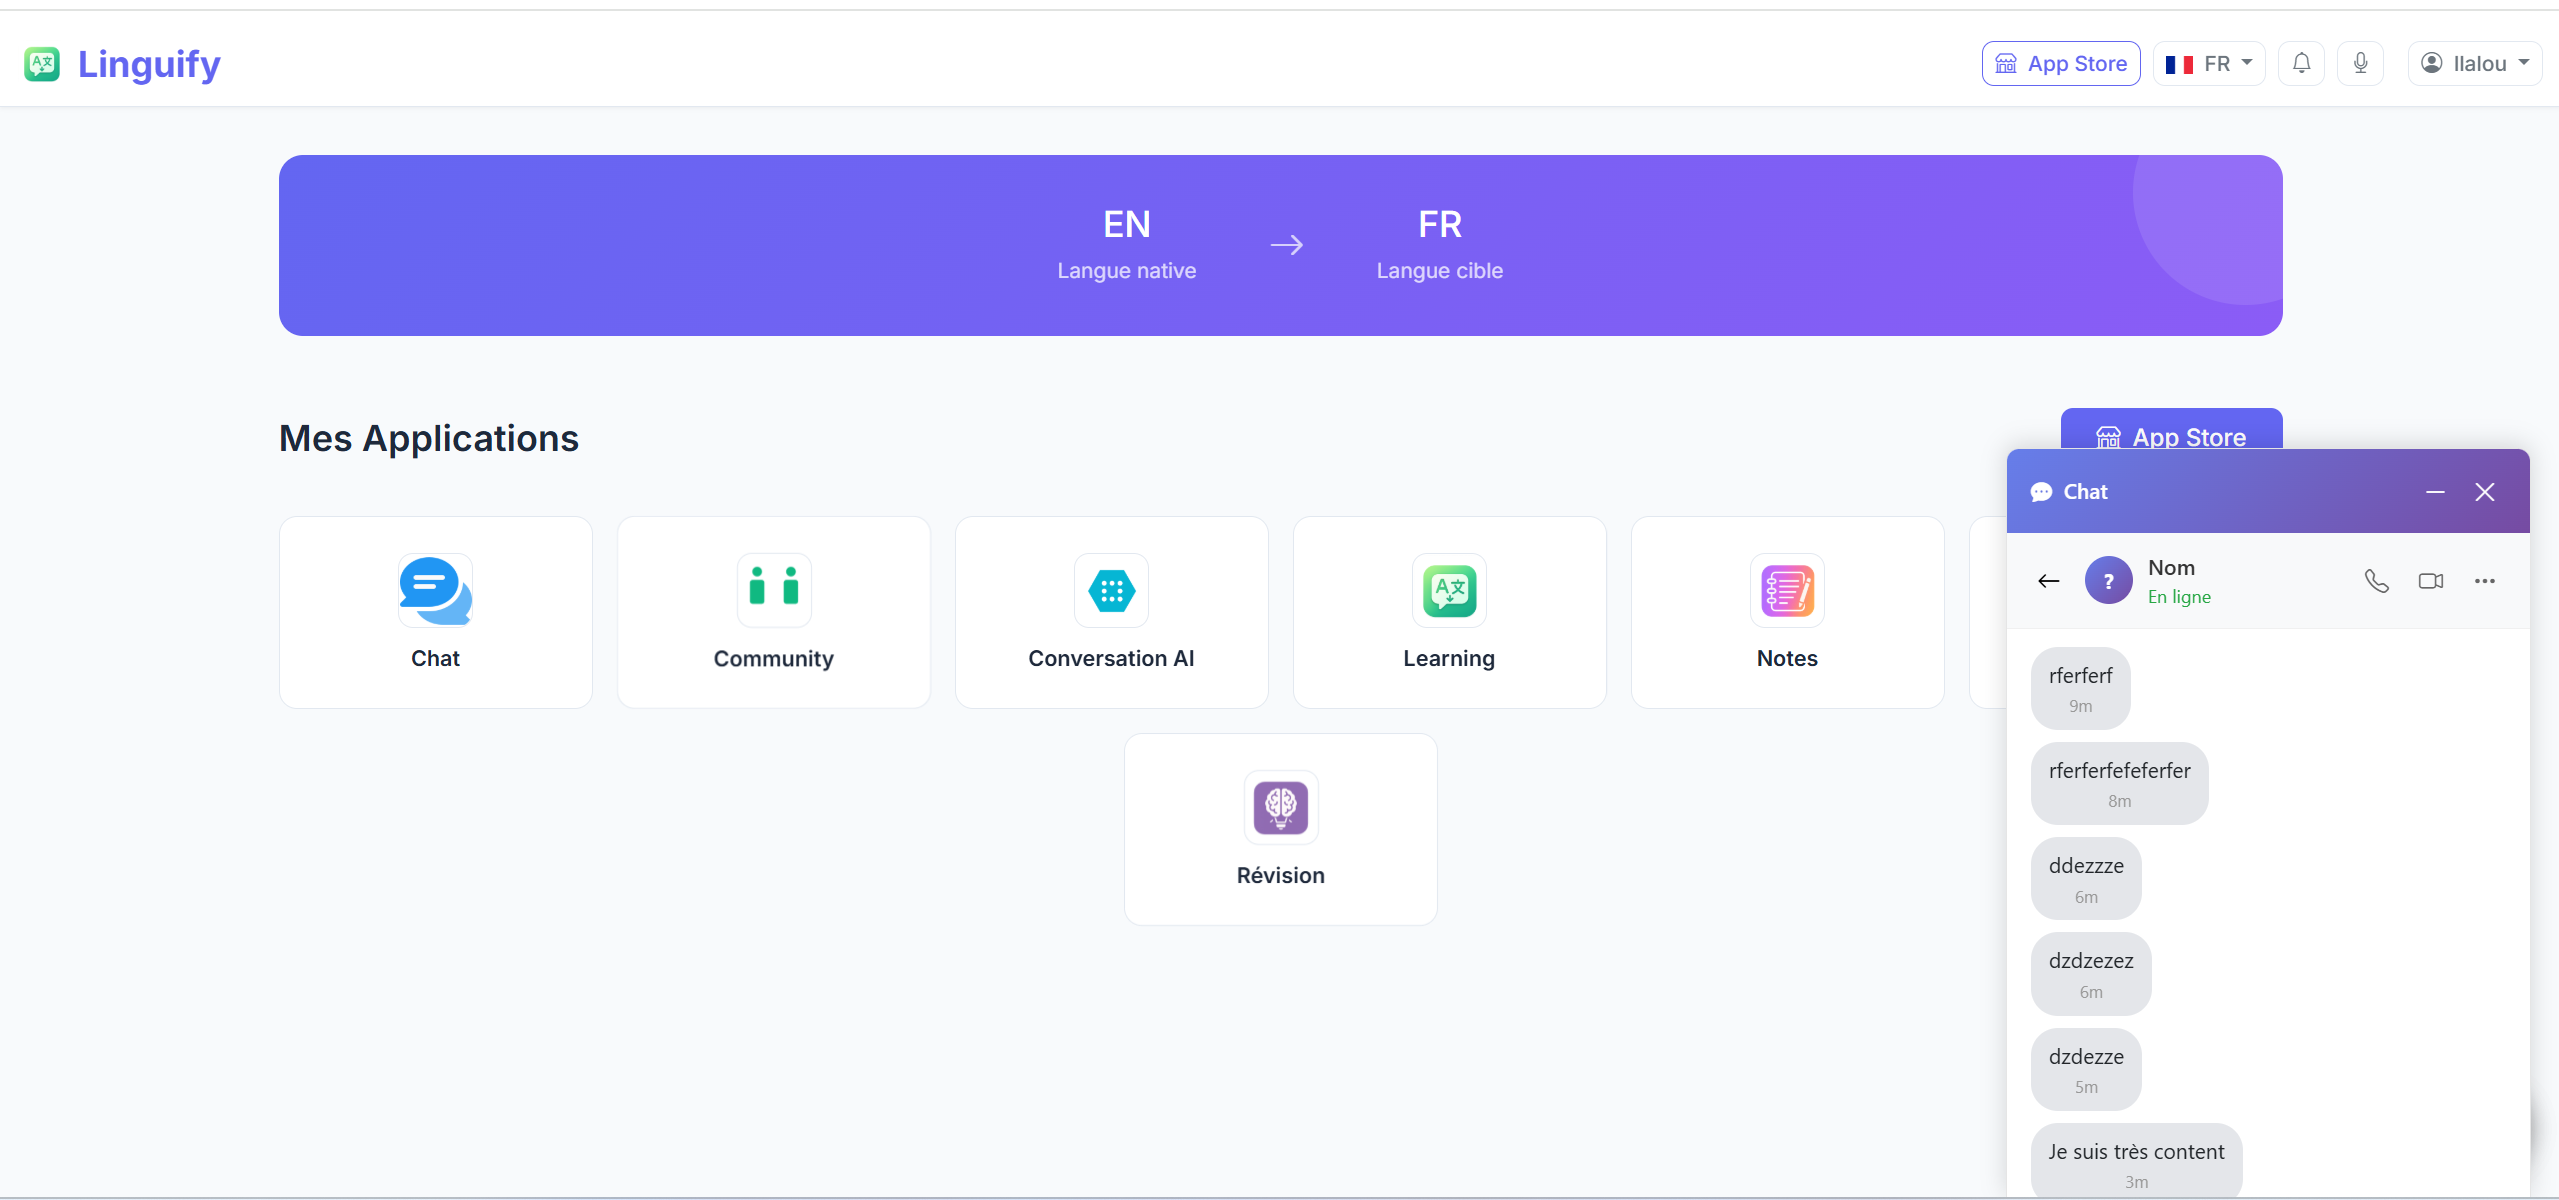 Linguify
App Store
FR
llalou
EN
Langue native
FR
Langue cible
Mes Applications
App Store
Chat
Community
Conversation AI
Learning
Notes
Révision
Chat
?
Nom
En ligne
rferferf
9m
rferferfefeferfer
8m
ddezzze
6m
dzdzezez
6m
dzdezze
5m
Je suis très content
3m